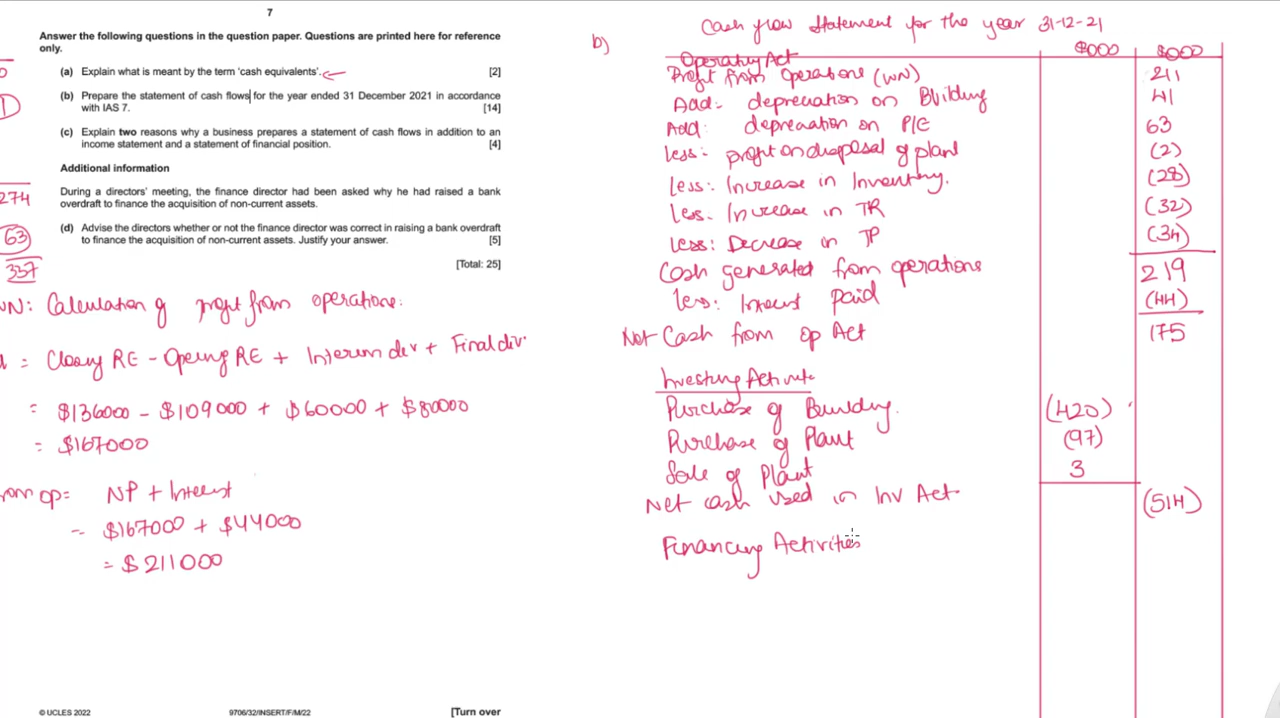 7
Answer the following questions in the question paper. Questions are printed here for reference
only.
(a) Explain what is meant by the term 'cash equivalents'. [2]
(b) Prepare the statement of cash flows for the year ended 31 December 2021 in accordance
with IAS 7. [14]
(c) Explain two reasons why a business prepares a statement of cash flows in addition to an
income statement and a statement of financial position. [4]
Additional information
During a directors' meeting, the finance director had been asked why he had raised a bank
overdraft to finance the acquisition of non-current assets.
274
(d) Advise the directors whether or not the finance director was correct in raising a bank overdraft
to finance the acquisition of non-current assets. Justify your answer. [5]
63
[Total: 25]
337
WN: Calculation of profit from operations:
= Closing RE - Opening RE + Interim div + Final div.
= $136000 - $109000 + $60000 + $80000
= $167000
from op= NP + Interest
= $167000 + $44000
= $211000
© UCLES 2022 9706/32/INSERT/F/M/22 [Turn over
Cash flow Statement for the year 31-12-21
b)
$000 $000
Operating Act
Profit from Operations (WN) 211
Add: depreciation on Building 41
Add: depreciation on P/E 63
Less: profit on disposal of plant (2)
Less: Increase in Inventory. (28)
Less: Increase in TR (32)
Less: Decrease in TP (34)
Cash generated from operations 219
Less: Interest paid (44)
Net Cash from Op Act 175
Investing Activite
Purchase of Building. (420)
Purchase of Plant (97)
Sale of Plant 3
Net cash used in Inv Act. (514)
Financing Activities